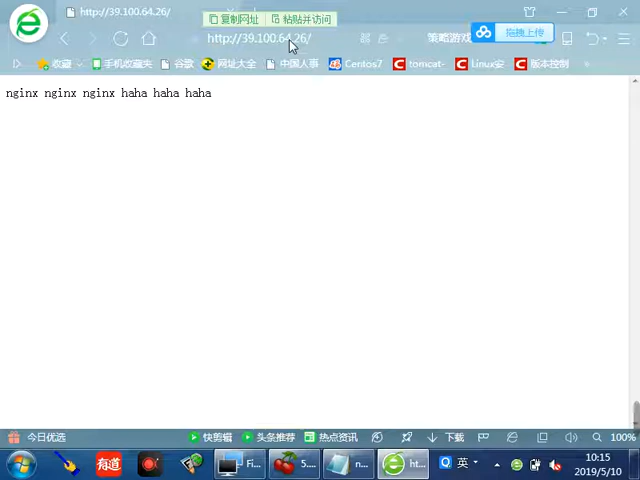 http://39.100.64.26/
复制网址 粘贴并访问
http://39.100.64.26/
策略游戏
拖拽上传
收藏 手机收藏夹 谷歌 网址大全 中国人事 Centos7 tomcat- Linux安 版本控制
nginx nginx nginx haha haha haha
今日优选 快剪辑 头条推荐 热点资讯 下载 100%
有道 Fi... 5.... n... ht... 英 10:15
2019/5/10